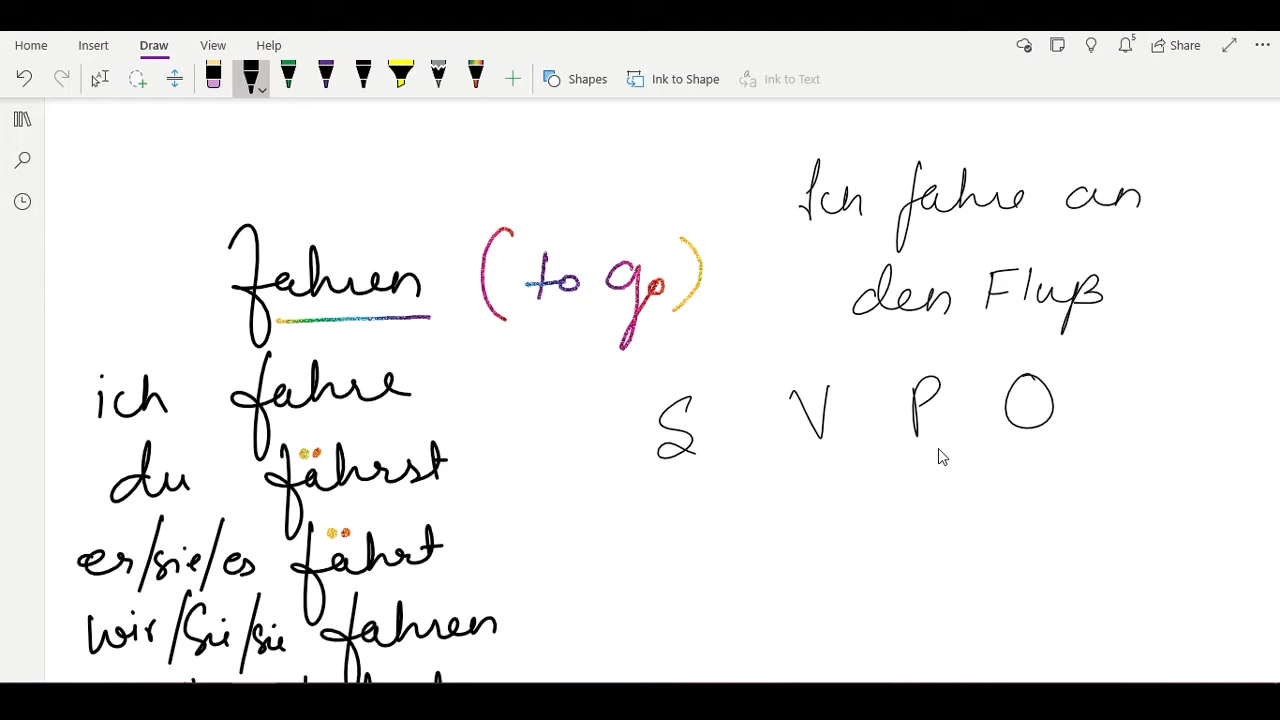 Home Insert Draw View Help
5 Share
Shapes Ink to Shape Ink to Text
Ich fahre an
den Fluß
Fahren (to go)
S V P O
ich fahre
du fährst
er/sie/es fährt
wir/Sie/sie fahren